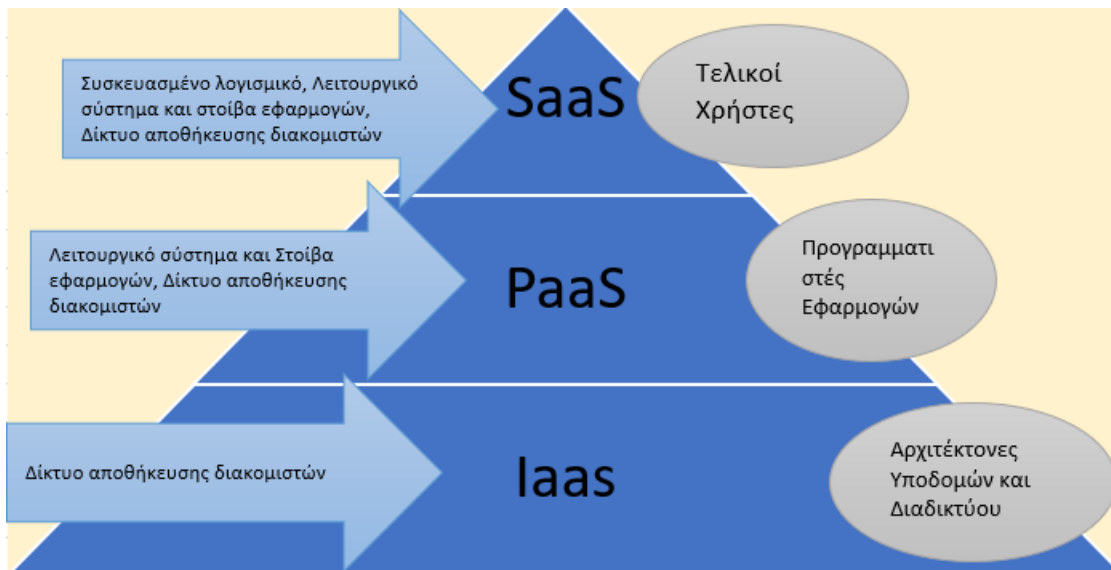 Συσκευασμένο λογισμικό, Λειτουργικό
σύστημα και στοίβα εφαρμογών,
Δίκτυο αποθήκευσης διακομιστών
SaaS
Τελικοί
Χρήστες
Λειτουργικό σύστημα και Στοίβα
εφαρμογών, Δίκτυο αποθήκευσης
διακομιστών
PaaS
Προγραμματι
στές
Εφαρμογών
Δίκτυο αποθήκευσης διακομιστών
Iaas
Αρχιτέκτονες
Υποδομών και
Διαδικτύου